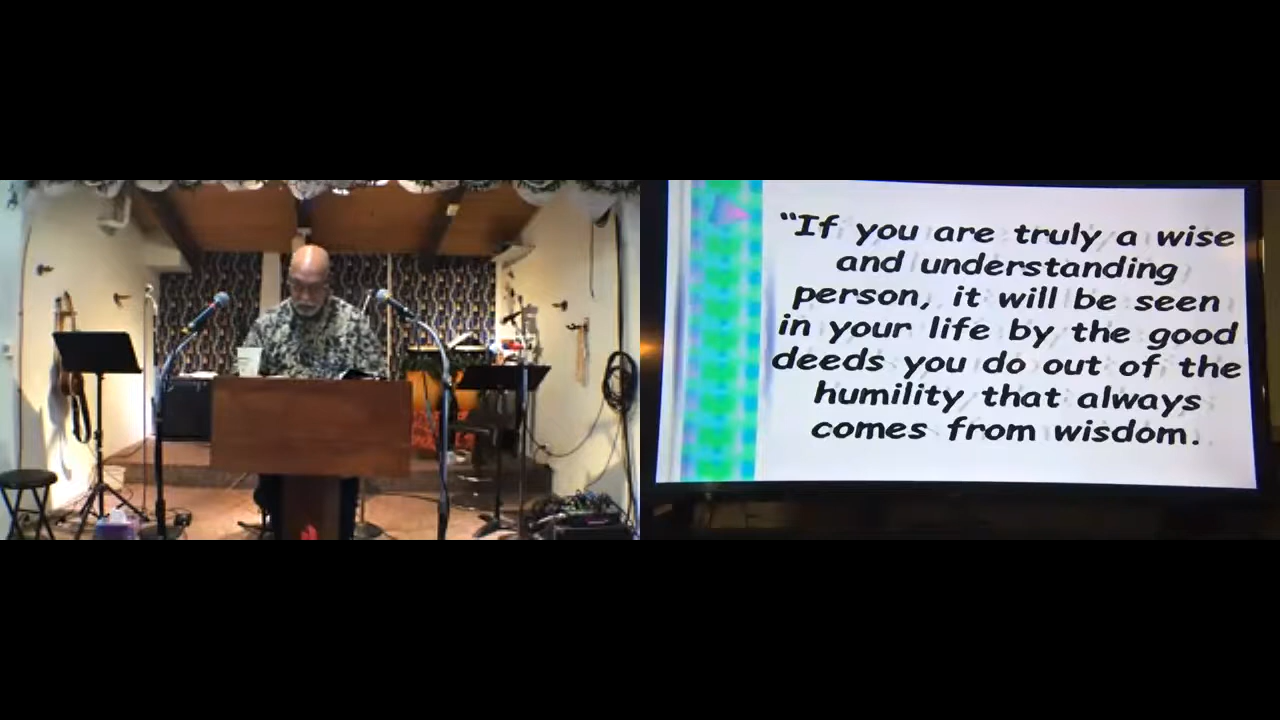 “If you are truly a wise
and understanding
person, it will be seen
in your life by the good
deeds you do out of the
humility that always
comes from wisdom.